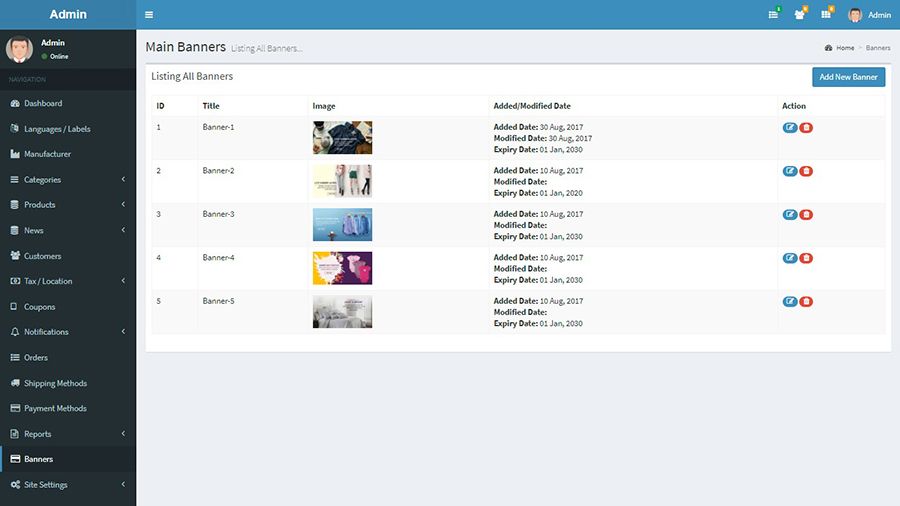 Admin
Admin
Main Banners Listing All Banners...
Home > Banners
Admin
Online
NAVIGATION
Dashboard
Languages / Labels
Manufacturer
Categories
Products
News
Customers
Tax / Location
Coupons
Notifications
Orders
Shipping Methods
Payment Methods
Reports
Banners
Site Settings
Listing All Banners
Add New Banner
ID Title Image Added/Modified Date Action
1 Banner-1 Added Date: 30 Aug, 2017
Modified Date: 30 Aug, 2017
Expiry Date: 01 Jan, 2030
2 Banner-2 Added Date: 10 Aug, 2017
Modified Date:
Expiry Date: 01 Jan, 2020
3 Banner-3 Added Date: 10 Aug, 2017
Modified Date:
Expiry Date: 01 Jan, 2030
4 Banner-4 Added Date: 10 Aug, 2017
Modified Date:
Expiry Date: 01 Jan, 2030
5 Banner-5 Added Date: 10 Aug, 2017
Modified Date:
Expiry Date: 01 Jan, 2030